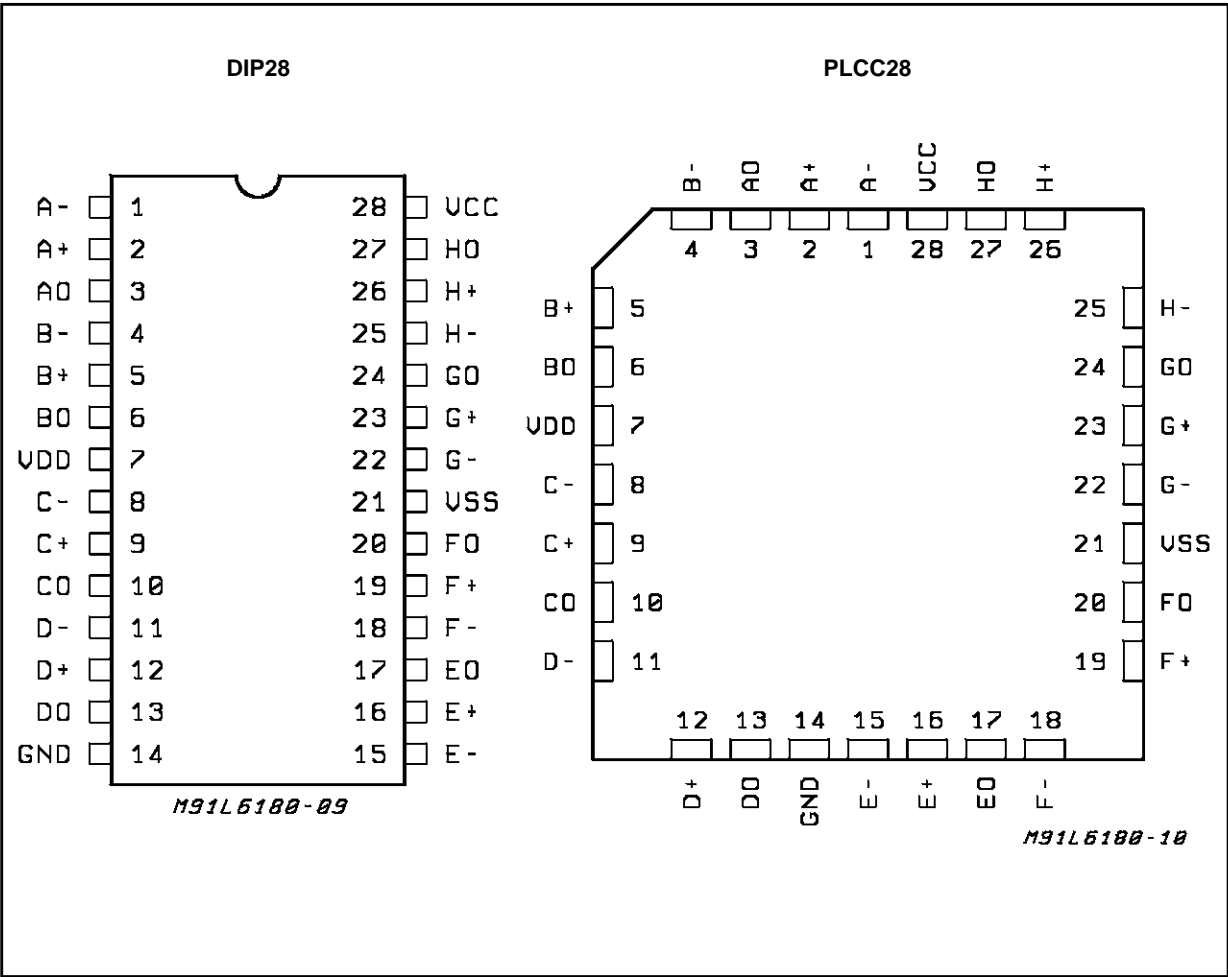 DIP28
A- 1 28 VCC
A+ 2 27 HO
AO 3 26 H+
B- 4 25 H-
B+ 5 24 GO
BO 6 23 G+
VDD 7 22 G-
C- 8 21 VSS
C+ 9 20 FO
CO 10 19 F+
D- 11 18 F-
D+ 12 17 EO
DO 13 16 E+
GND 14 15 E-
M91L6180-09
PLCC28
B- AO A+ A- VCC HO H+
4 3 2 1 28 27 26
B+ 5 25 H-
BO 6 24 GO
VDD 7 23 G+
C- 8 22 G-
C+ 9 21 VSS
CO 10 20 FO
D- 11 19 F+
12 13 14 15 16 17 18
D+ DO GND E- E+ EO F-
M91L6180-10